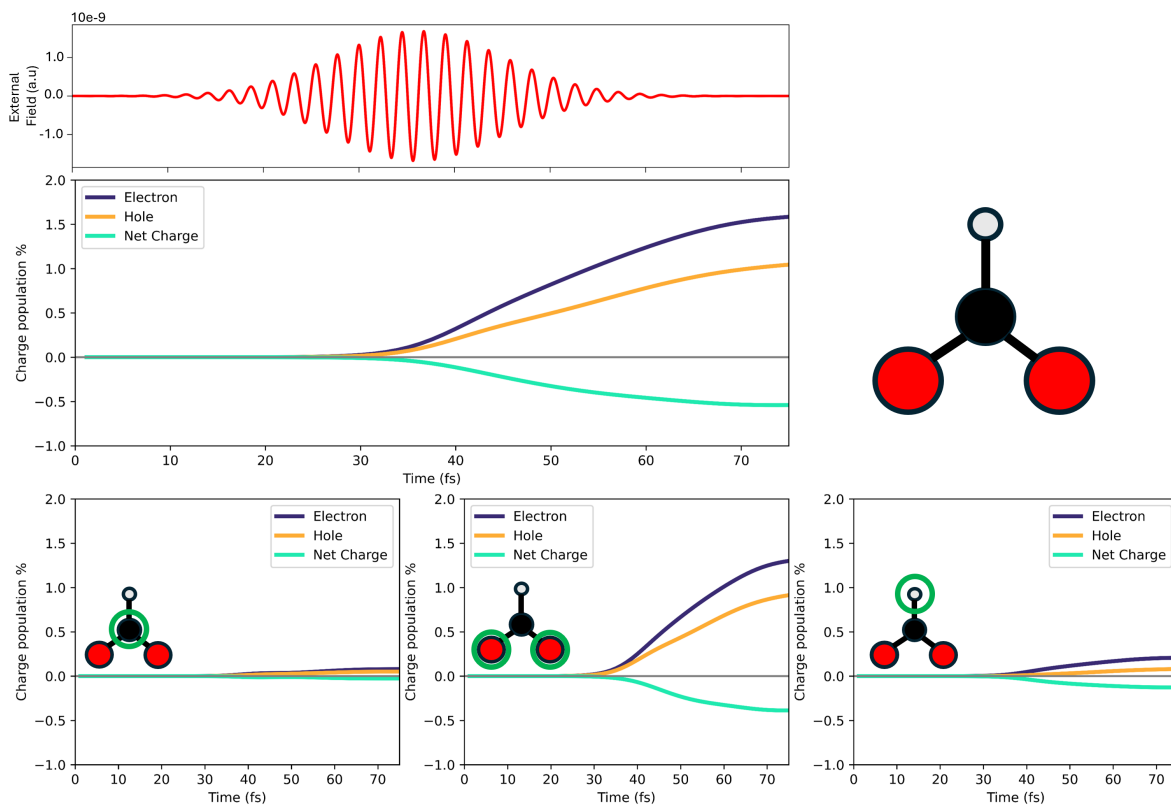 10e-9
External
Field (a.u)
1.0
0.0
-1.0
Charge population %
2.0
1.5
1.0
0.5
0.0
−0.5
−1.0
Electron
Hole
Net Charge
0 10 20 30 40 50 60 70
Time (fs)
Charge population %
2.0
1.5
1.0
0.5
0.0
−0.5
−1.0
Electron
Hole
Net Charge
0 10 20 30 40 50 60 70
Time (fs)
Charge population %
2.0
1.5
1.0
0.5
0.0
−0.5
−1.0
Electron
Hole
Net Charge
0 10 20 30 40 50 60 70
Time (fs)
Charge population %
2.0
1.5
1.0
0.5
0.0
−0.5
−1.0
Electron
Hole
Net Charge
0 10 20 30 40 50 60 70
Time (fs)